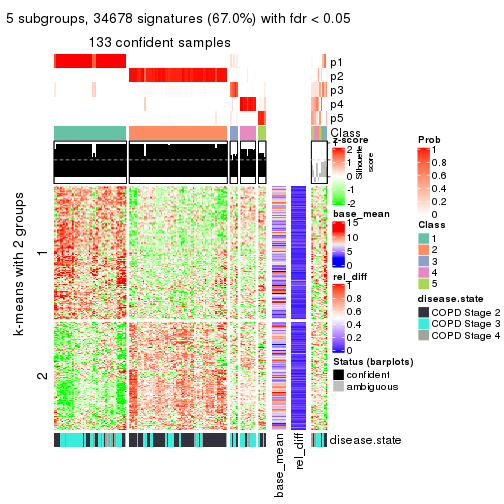 5 subgroups, 34678 signatures (67.0%) with fdr < 0.05
133 confident samples
p1
p2
p3
p4
p5
Class
k-means with 2 groups
1
2
z-score
2
1
0
-1
-2
Silhouette
score
base_mean
15
10
5
0
rel_diff
1
0.8
0.6
0.4
0.2
0
Status (barplots)
confident
ambiguous
Prob
1
0.8
0.6
0.4
0.2
0
Class
1
2
3
4
5
disease.state
COPD Stage 2
COPD Stage 3
COPD Stage 4
disease.state
base_mean
rel_diff